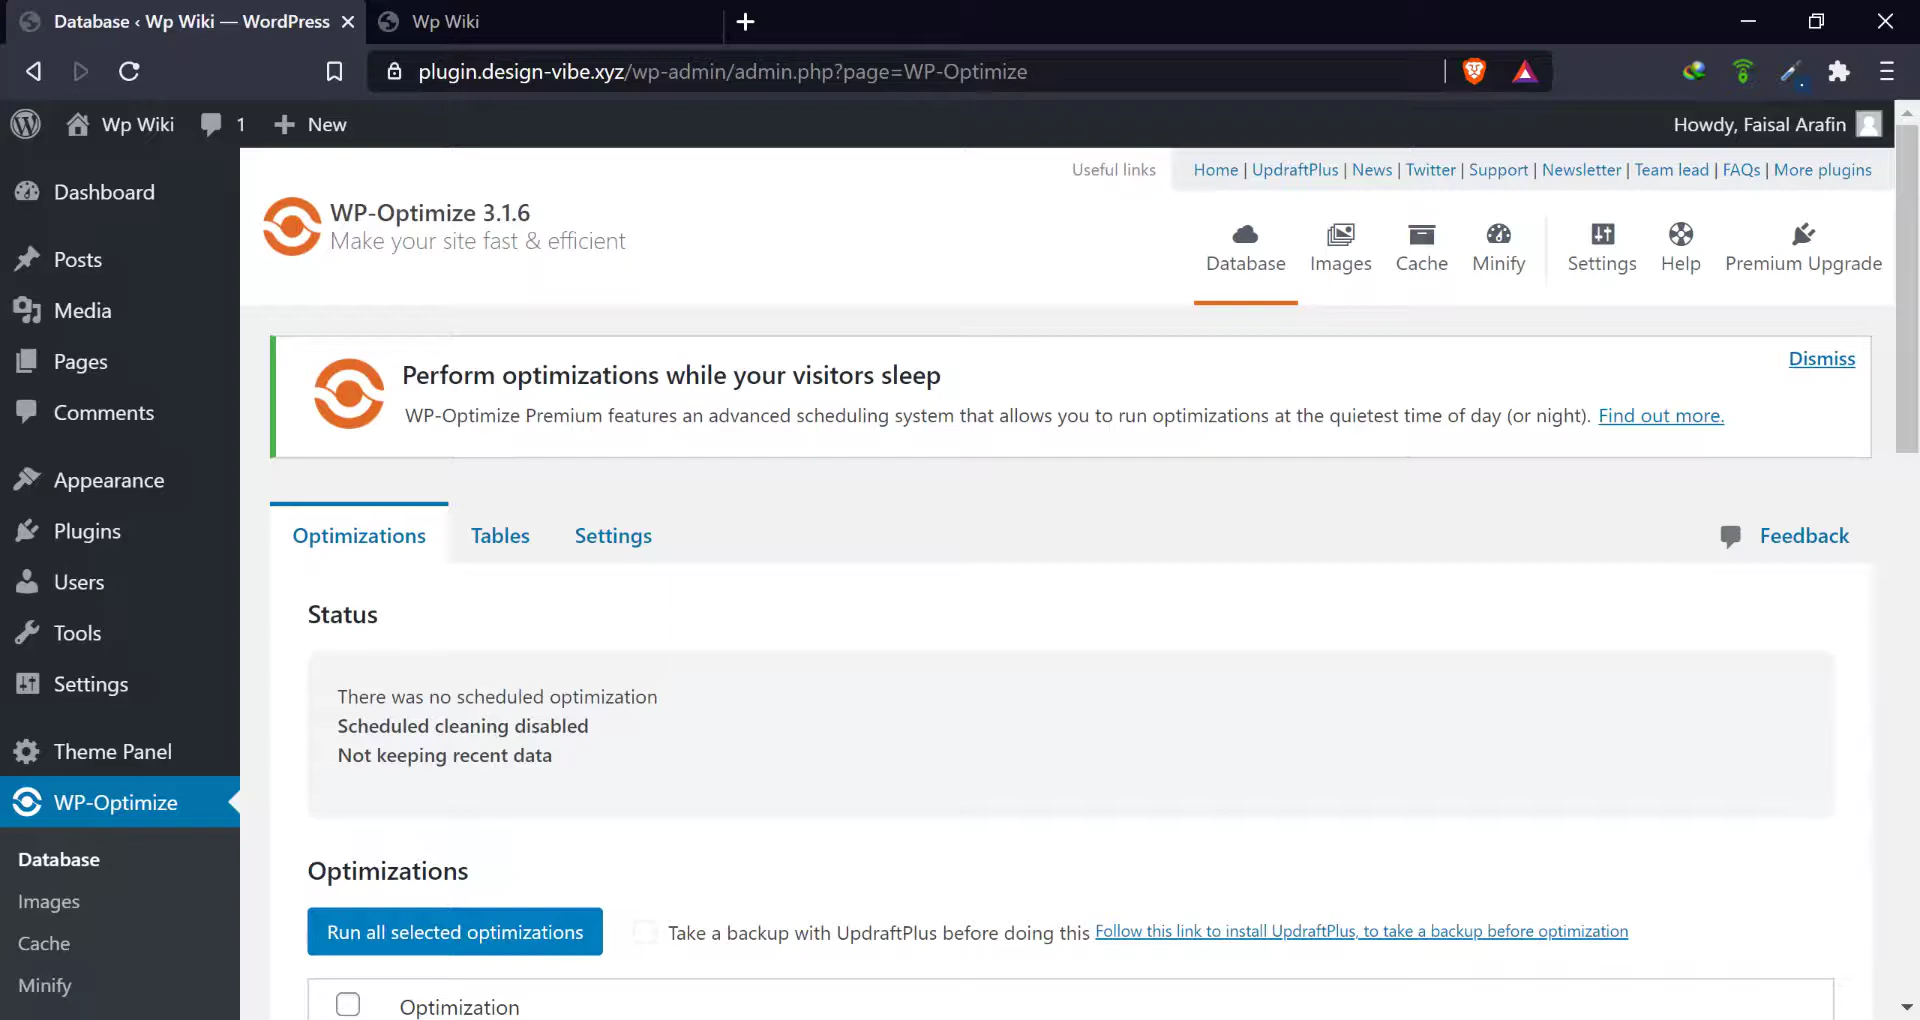 Database ‹ Wp Wiki — WordPress
Wp Wiki
plugin.design-vibe.xyz/wp-admin/admin.php?page=WP-Optimize
Wp Wiki
1
New
Howdy, Faisal Arafin
Useful links
Home | UpdraftPlus | News | Twitter | Support | Newsletter | Team lead | FAQs | More plugins
WP-Optimize 3.1.6
Make your site fast & efficient
Database
Images
Cache
Minify
Settings
Help
Premium Upgrade
Dashboard
Posts
Media
Pages
Comments
Appearance
Plugins
Users
Tools
Settings
Theme Panel
WP-Optimize
Database
Images
Cache
Minify
Perform optimizations while your visitors sleep
Dismiss
WP-Optimize Premium features an advanced scheduling system that allows you to run optimizations at the quietest time of day (or night). Find out more.
Optimizations
Tables
Settings
Feedback
Status
There was no scheduled optimization
Scheduled cleaning disabled
Not keeping recent data
Optimizations
Run all selected optimizations
Take a backup with UpdraftPlus before doing this Follow this link to install UpdraftPlus, to take a backup before optimization
Optimization